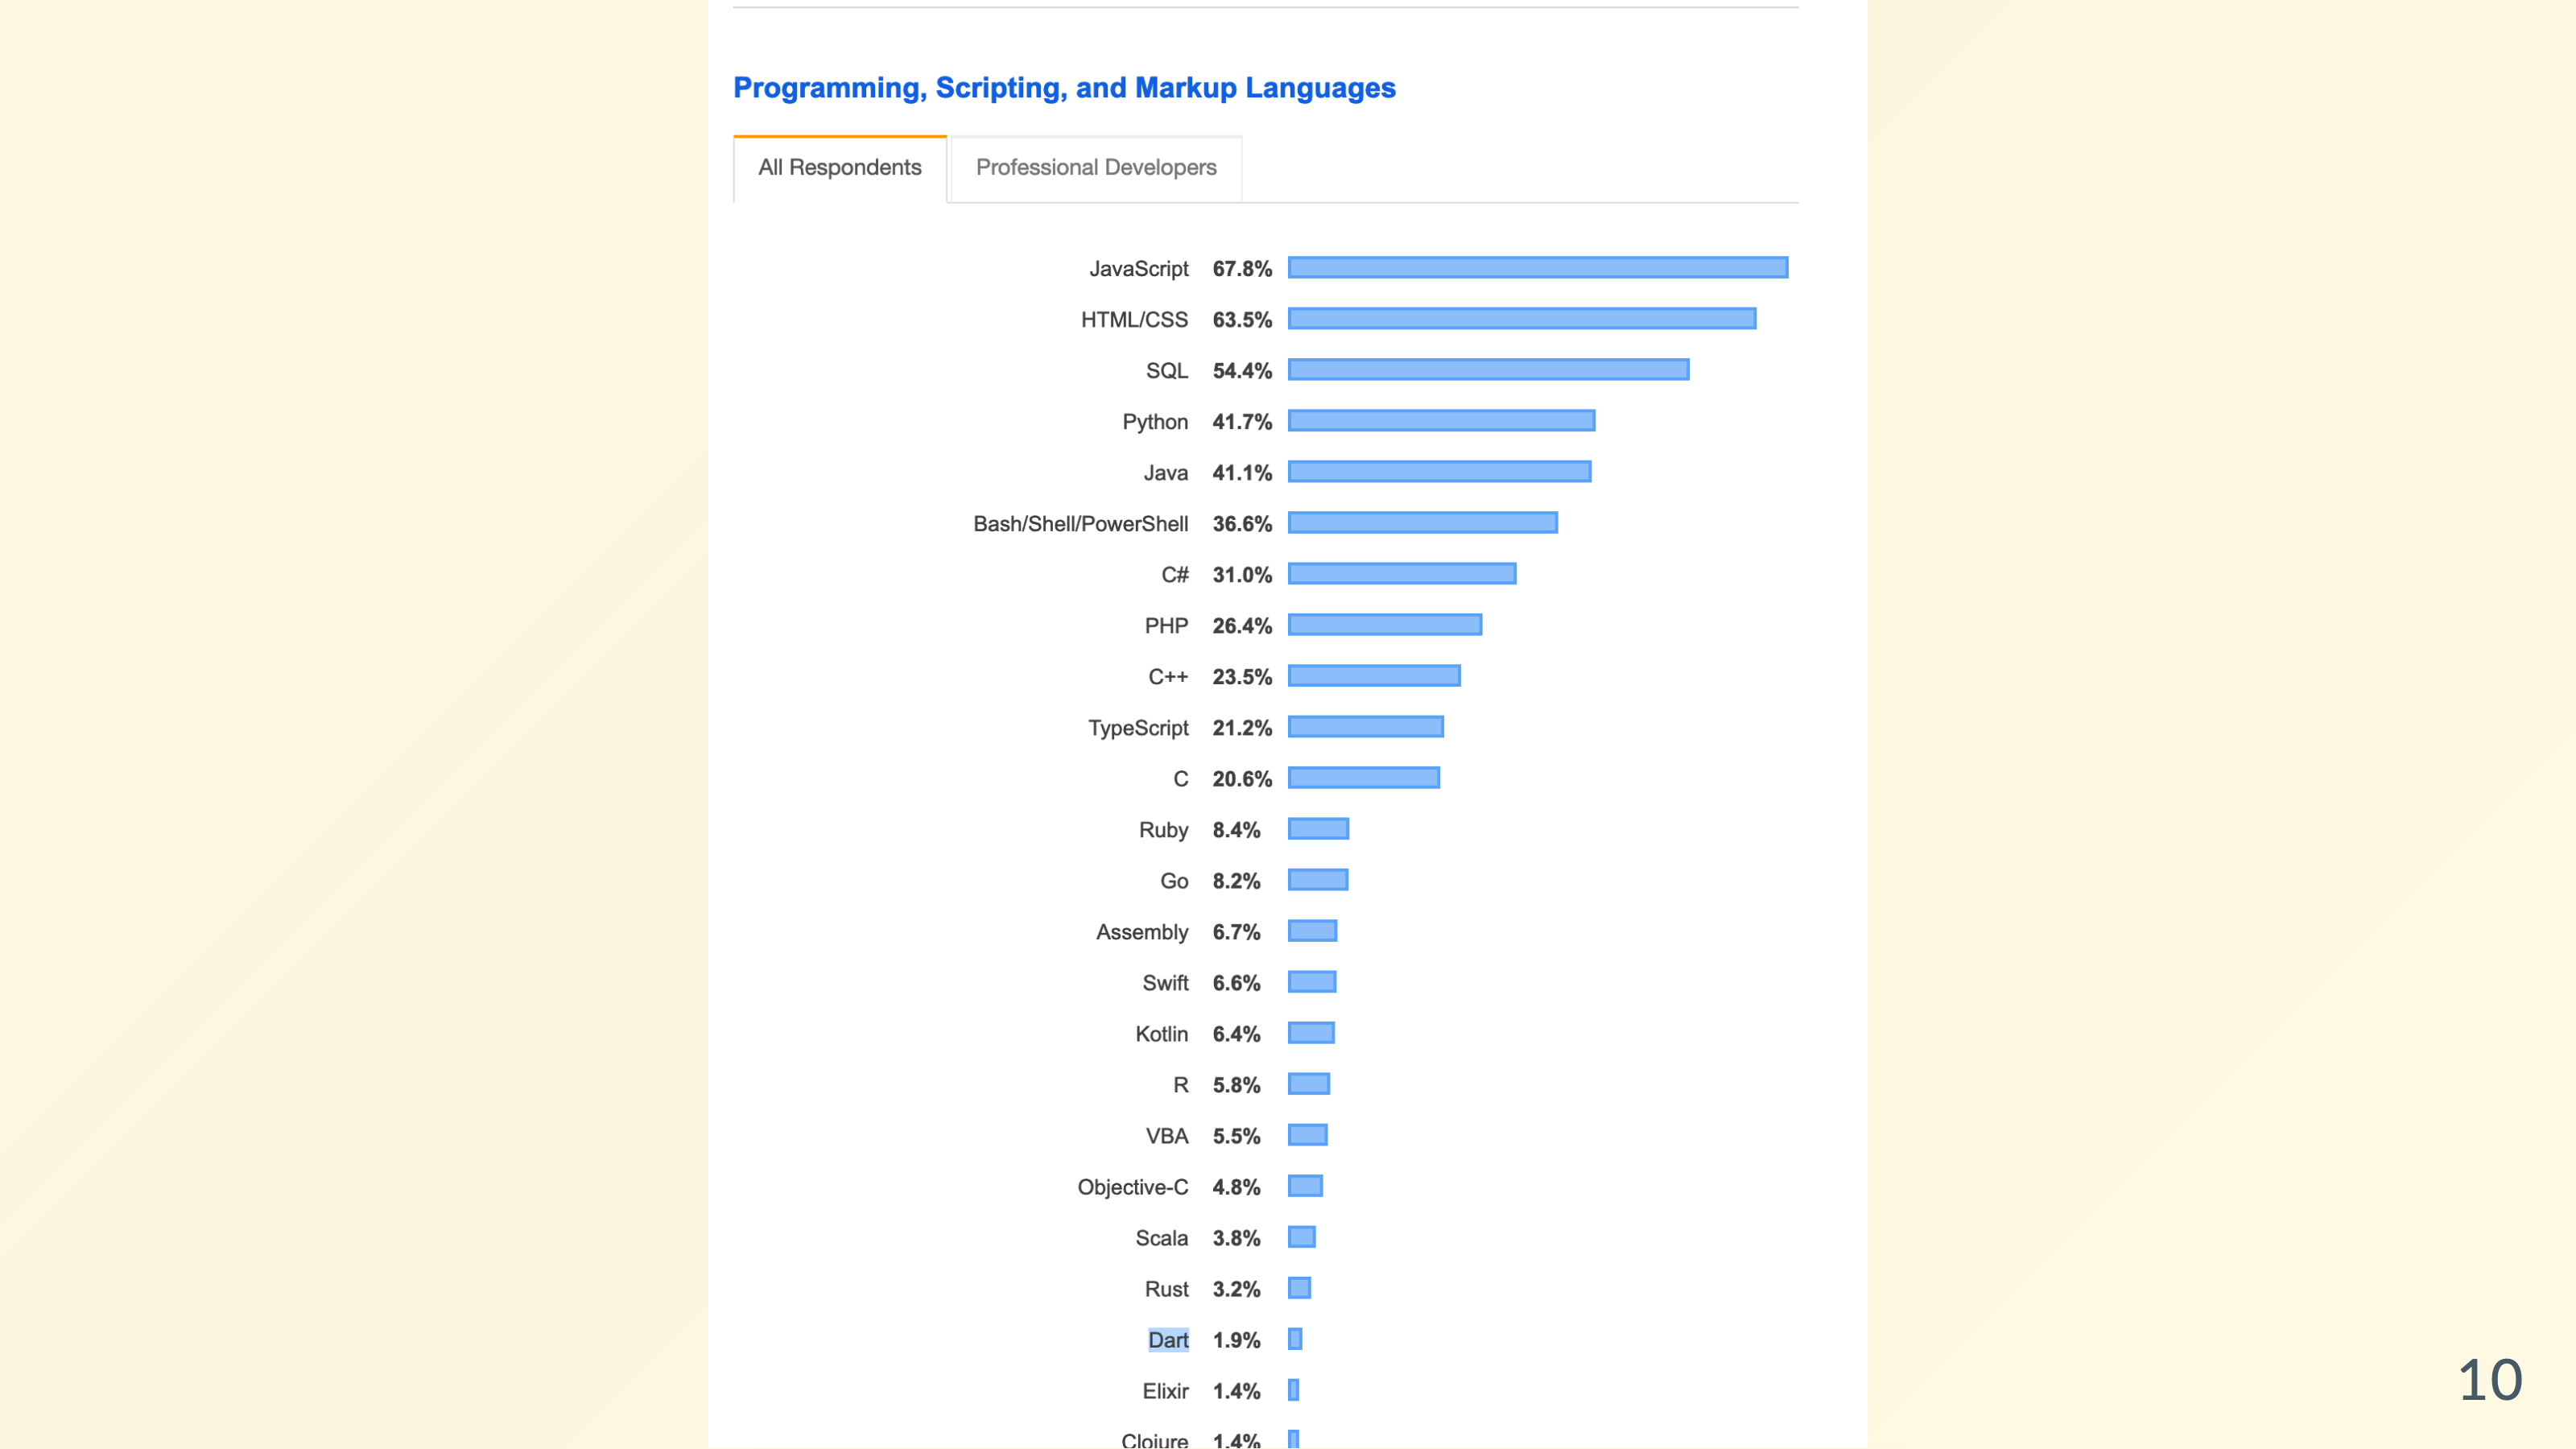 Programming, Scripting, and Markup Languages
All Respondents Professional Developers
JavaScript 67.8%
HTML/CSS 63.5%
SQL 54.4%
Python 41.7%
Java 41.1%
Bash/Shell/PowerShell 36.6%
C# 31.0%
PHP 26.4%
C++ 23.5%
TypeScript 21.2%
C 20.6%
Ruby 8.4%
Go 8.2%
Assembly 6.7%
Swift 6.6%
Kotlin 6.4%
R 5.8%
VBA 5.5%
Objective-C 4.8%
Scala 3.8%
Rust 3.2%
Dart 1.9%
Elixir 1.4%
Clojure 1.4%
10